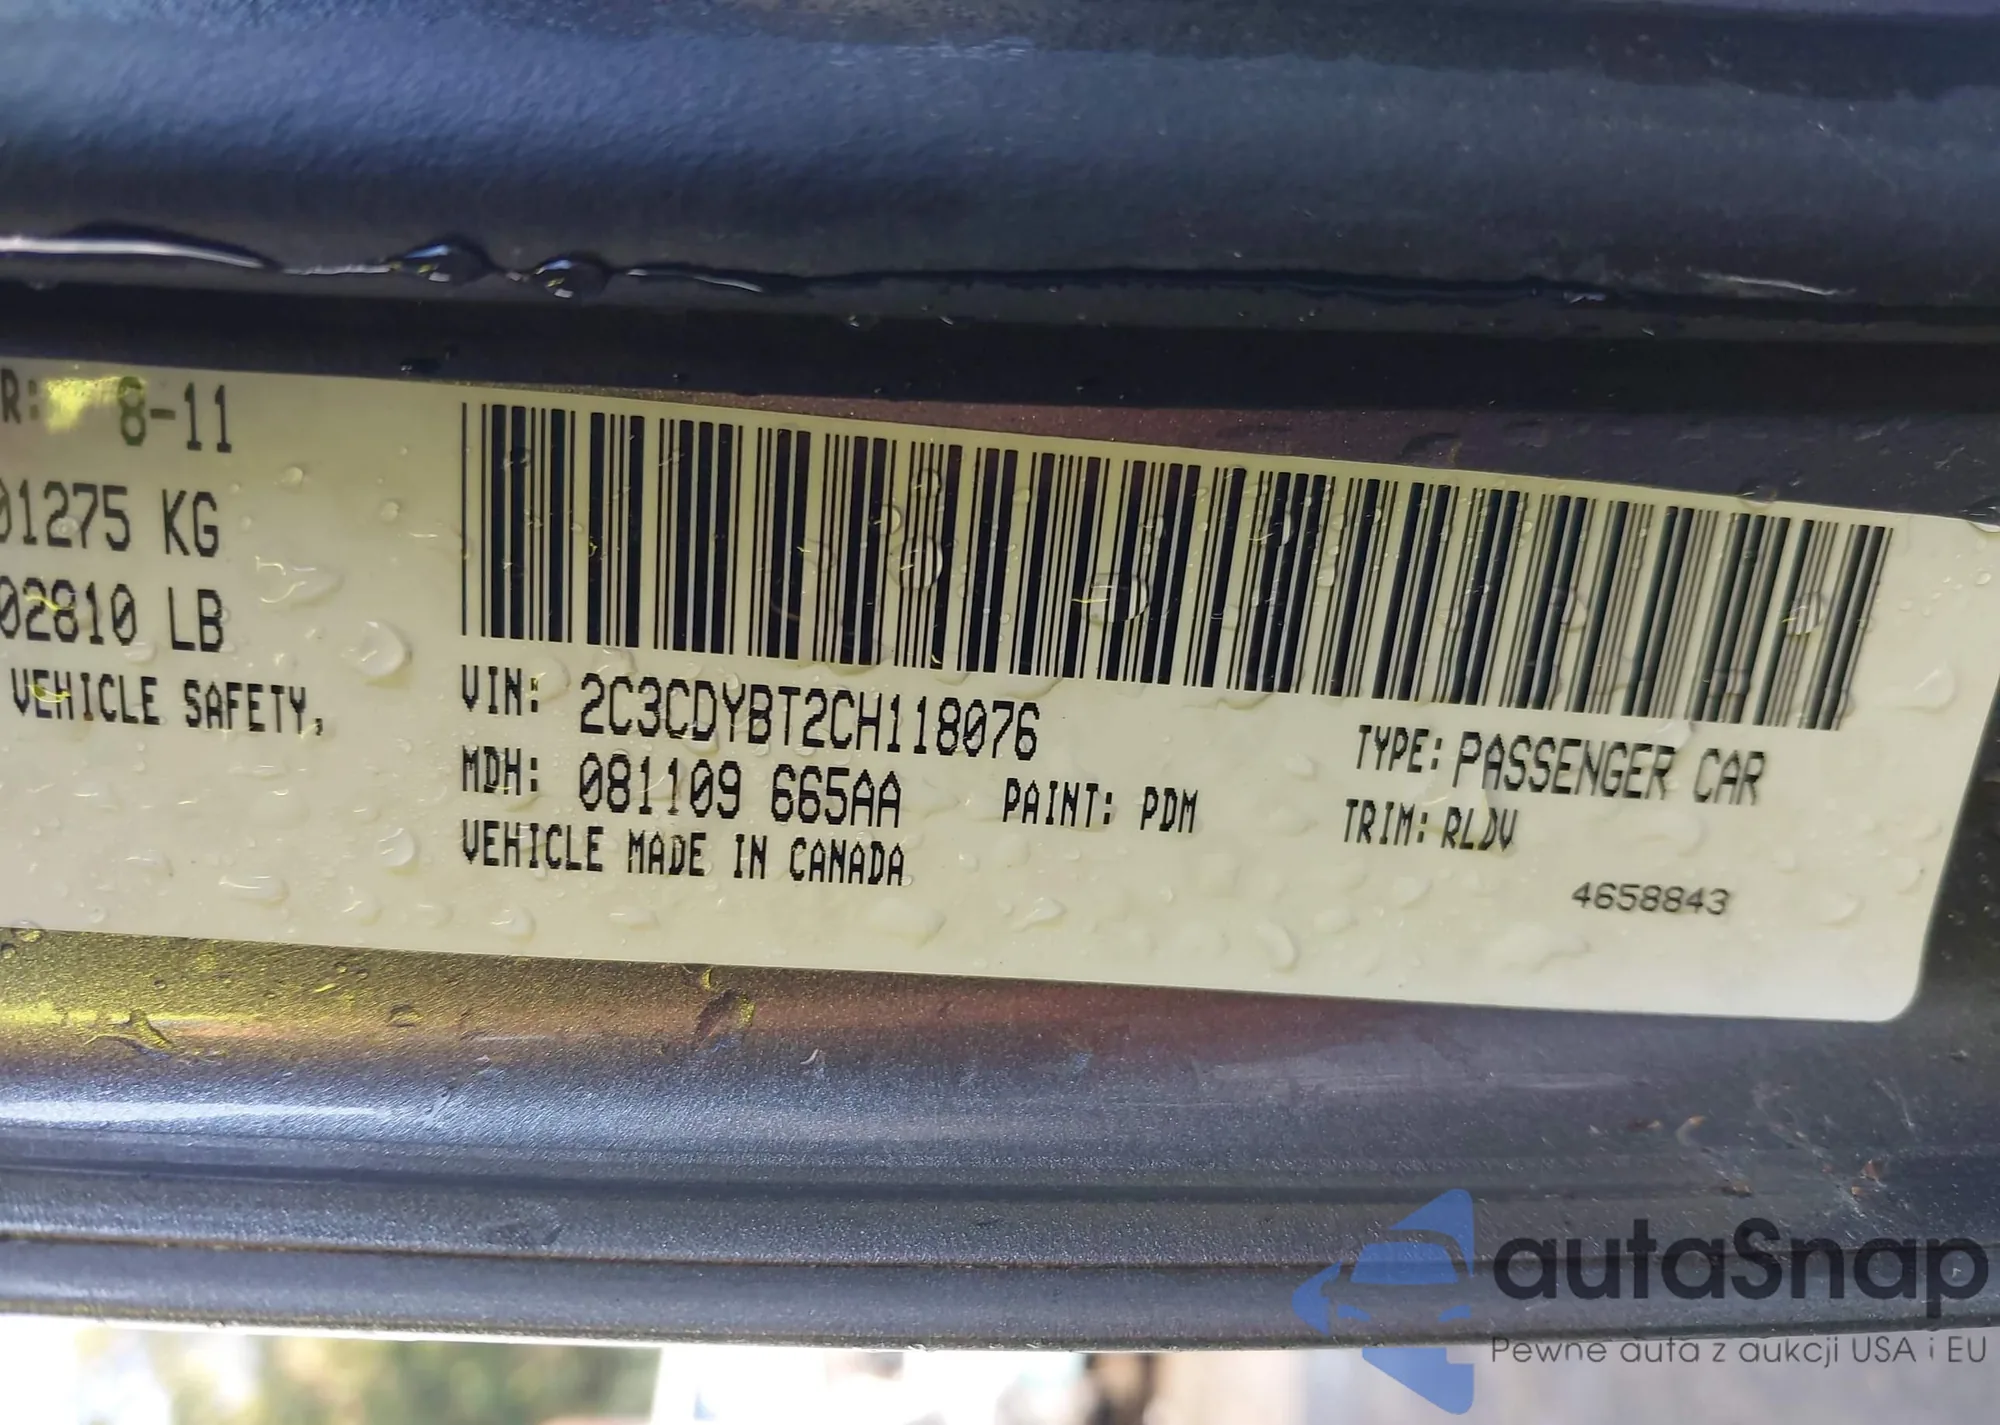 R: 8-11
01275 KG
02810 LB
VEHICLE SAFETY,
VIN: 2C3CDYBT2CH118076
MDH: 081109 665AA PAINT: PDM
VEHICLE MADE IN CANADA
TYPE: PASSENGER CAR
TRIM: RLDV
4658843
autaSnap
Pewne auta z aukcji USA i EU